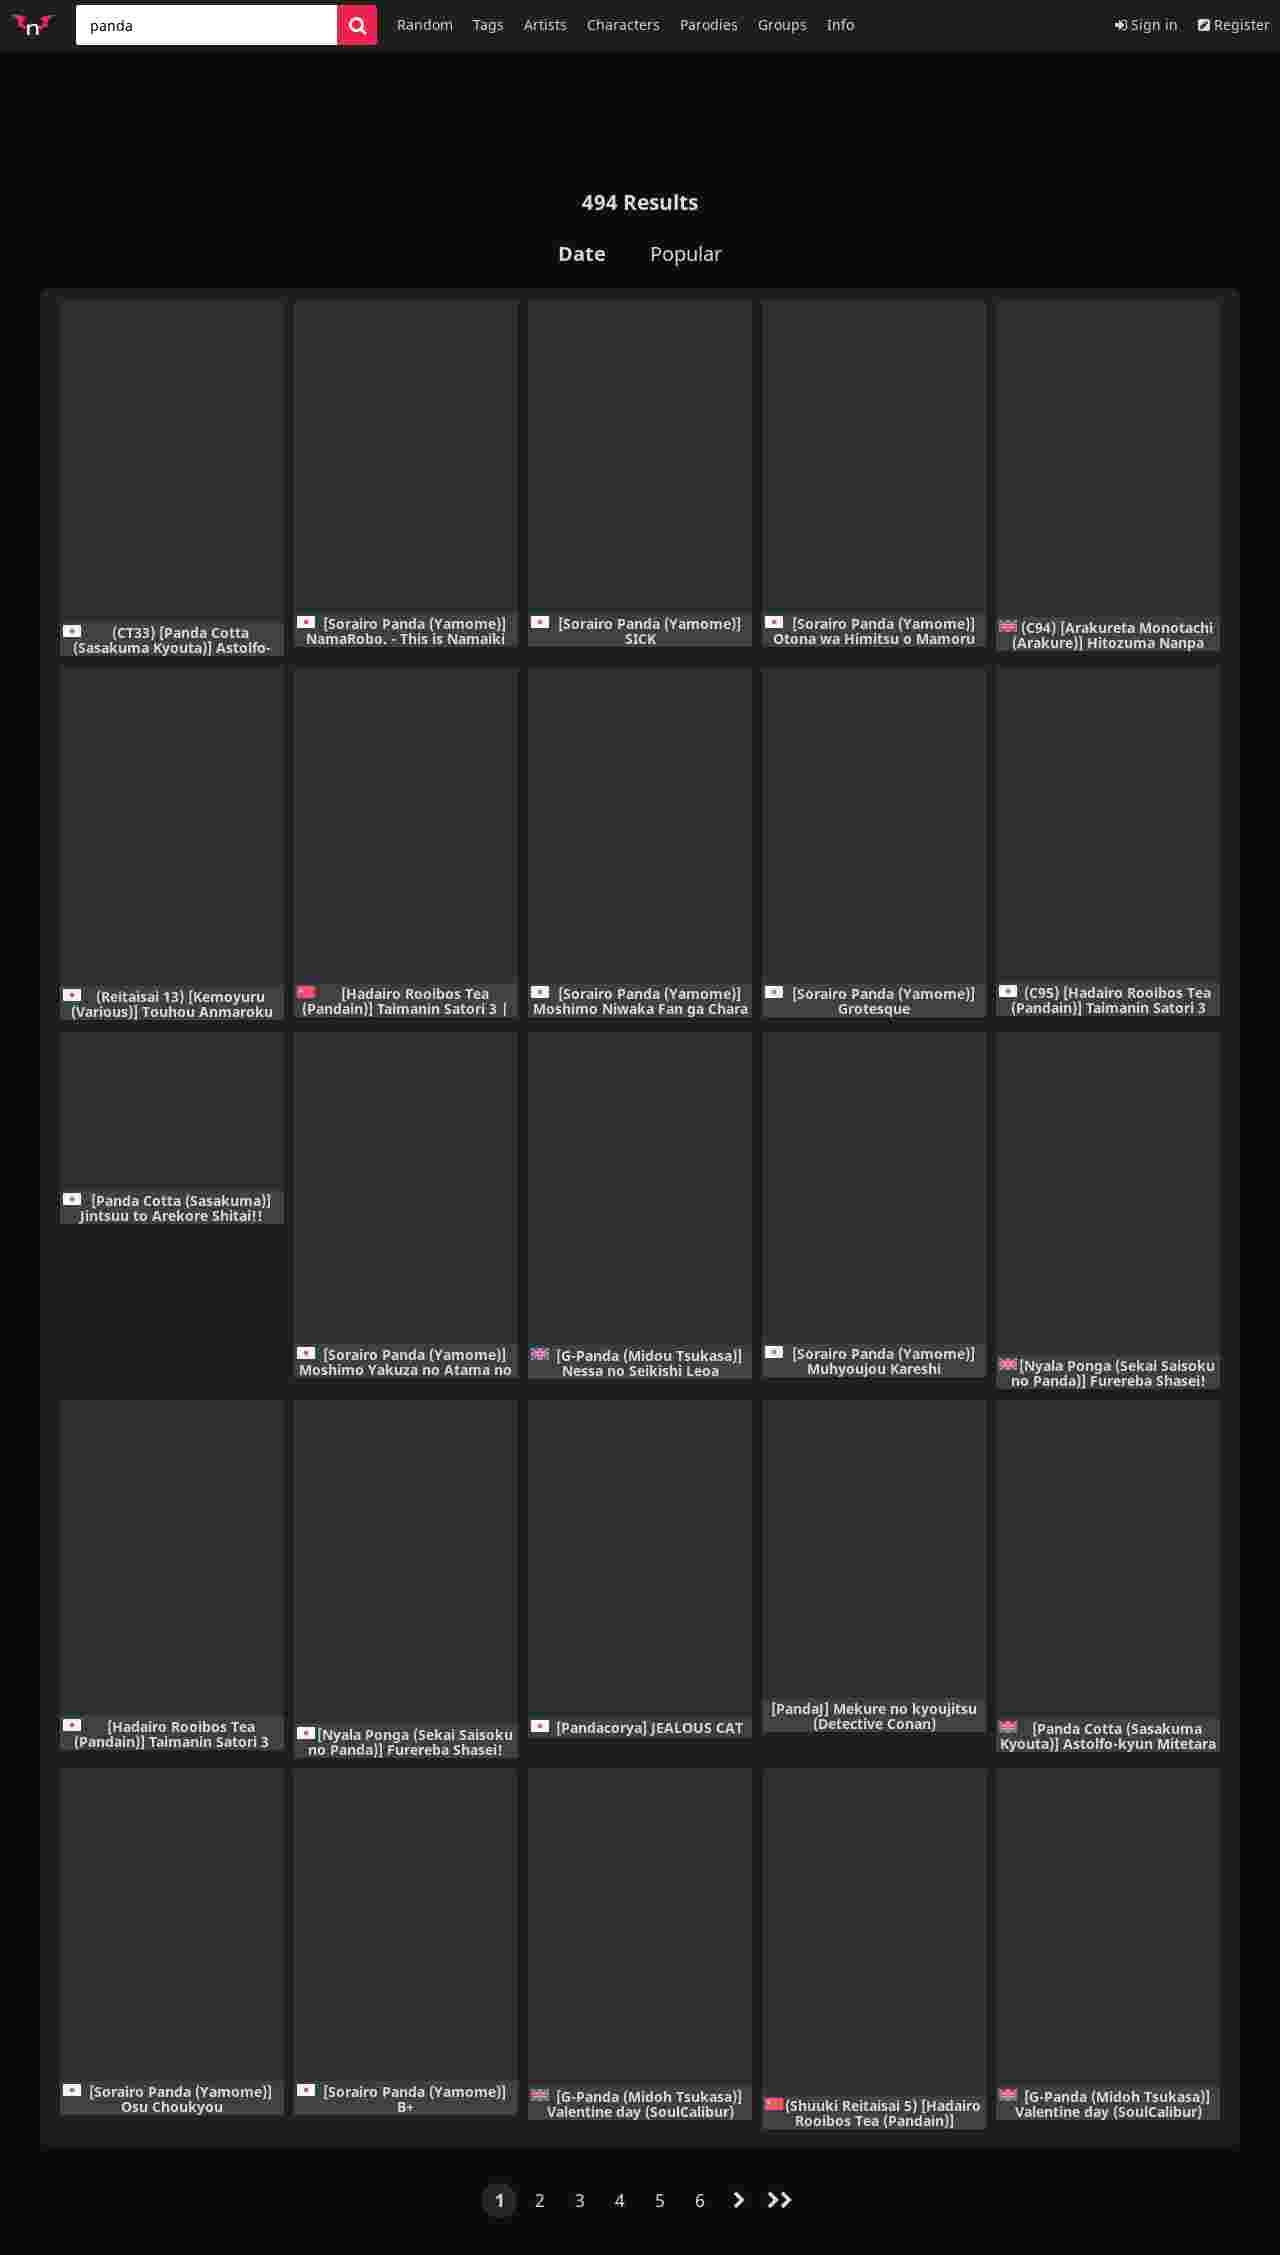 n
panda
Random Tags Artists Characters Parodies Groups Info Sign in Register
494 Results
Date Popular
(CT33) [Panda Cotta
(Sasakuma Kyouta)] Astolfo-
[Sorairo Panda (Yamome)]
NamaRobo. - This is Namaiki
[Sorairo Panda (Yamome)]
SICK
[Sorairo Panda (Yamome)]
Otona wa Himitsu o Mamoru
(C94) [Arakureta Monotachi
(Arakure)] Hitozuma Nanpa
(Reitaisai 13) [Kemoyuru
(Various)] Touhou Anmaroku
[Hadairo Rooibos Tea
(Pandain)] Taimanin Satori 3 |
[Sorairo Panda (Yamome)]
Moshimo Niwaka Fan ga Chara
[Sorairo Panda (Yamome)]
Grotesque
(C95) [Hadairo Rooibos Tea
(Pandain)] Taimanin Satori 3
[Panda Cotta (Sasakuma)]
Jintsuu to Arekore Shitai!!
[Sorairo Panda (Yamome)]
Moshimo Yakuza no Atama no
[G-Panda (Midou Tsukasa)]
Nessa no Seikishi Leoa
[Sorairo Panda (Yamome)]
Muhyoujou Kareshi
[Nyala Ponga (Sekai Saisoku
no Panda)] Furereba Shasei!
[Hadairo Rooibos Tea
(Pandain)] Taimanin Satori 3
[Nyala Ponga (Sekai Saisoku
no Panda)] Furereba Shasei!
[Pandacorya] JEALOUS CAT
[PandaJ] Mekure no kyoujitsu
(Detective Conan)
[Panda Cotta (Sasakuma
Kyouta)] Astolfo-kyun Mitetara
[Sorairo Panda (Yamome)]
Osu Choukyou
[Sorairo Panda (Yamome)]
B+
[G-Panda (Midoh Tsukasa)]
Valentine day (SoulCalibur)
(Shuuki Reitaisai 5) [Hadairo
Rooibos Tea (Pandain)]
[G-Panda (Midoh Tsukasa)]
Valentine day (SoulCalibur)
1 2 3 4 5 6